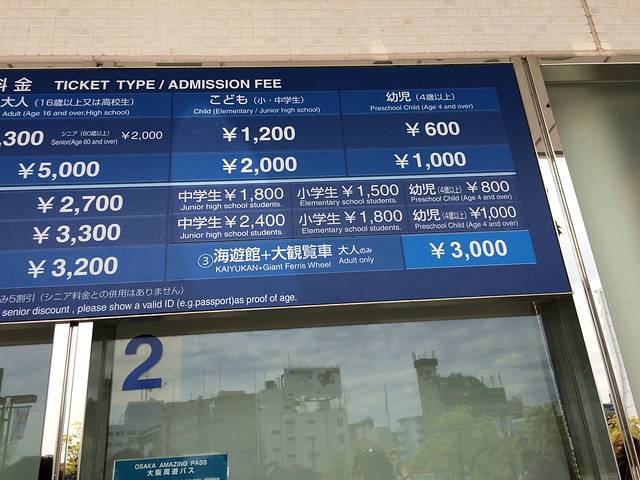 料金 TICKET TYPE / ADMISSION FEE
大人（16歳以上又は高校生） こども（小・中学生） 幼児（4歳以上）
Adult (Age 16 and over,High school) Child (Elementary / Junior high school) Preschool Child (Age 4 and over)
,300 シニア（60歳以上） ￥2,000 ￥1,200 ￥600
Senior(Age 60 and over)
￥5,000 ￥2,000 ￥1,000
￥2,700 中学生￥1,800 小学生￥1,500 幼児（4歳以上）￥800
Junior high school students. Elementary school students. Preschool Child (Age 4 and over)
￥3,300 中学生￥2,400 小学生￥1,800 幼児（4歳以上）￥1,000
Junior high school students. Elementary school students. Preschool Child (Age 4 and over)
￥3,200 ③海遊館+大観覧車 大人のみ ￥3,000
KAIYUKAN+Giant Ferris Wheel Adult only
み5割引（シニア料金との併用はありません）
senior discount , please show a valid ID (e.g.passport)as proof of age.
2
OSAKA AMAZING PASS
大阪周遊パス